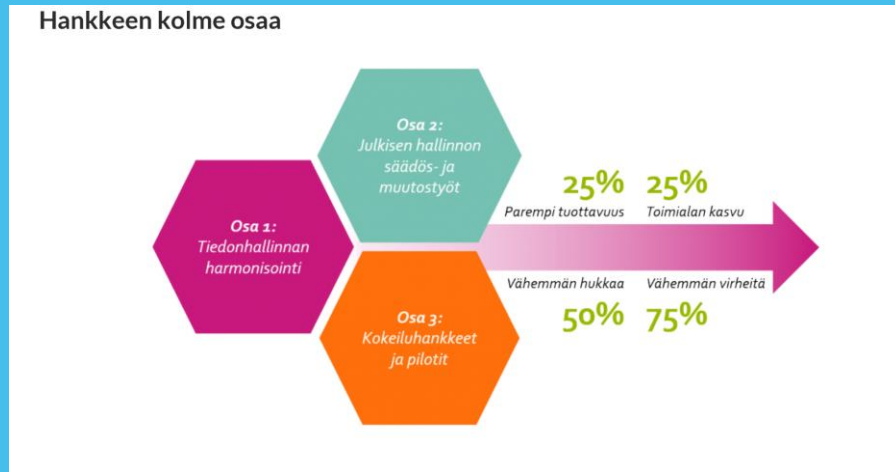 Hankkeen kolme osaa
Osa 1:
Tiedonhallinnan
harmonisointi
Osa 2:
Julkisen hallinnon
säädös- ja
muutostyöt
Osa 3:
Kokeiluhankkeet
ja pilotit
25% 25%
Parempi tuottavuus Toimialan kasvu
Vähemmän hukkaa Vähemmän virheitä
50% 75%